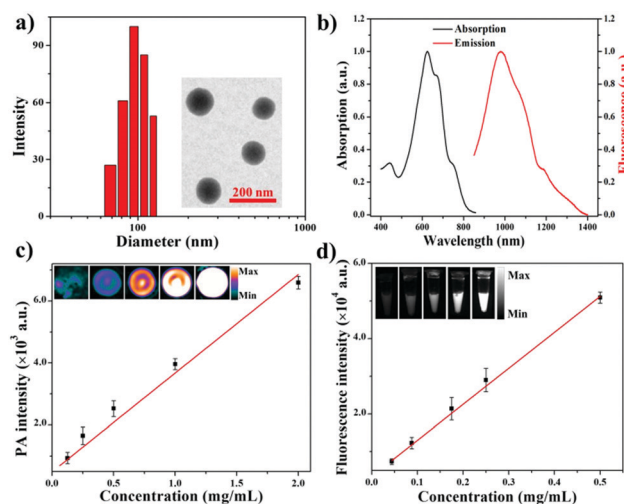 a)
Intensity
90
60
30
0
200 nm
100
1000
Diameter (nm)
b)
Absorption
Emission
Absorption (a.u.)
1.0
0.8
0.6
0.4
0.2
0.0
Fluorescence (a.u.)
1.0
0.8
0.6
0.4
0.2
0.0
400 600 800 1000 1200 1400
Wavelength (nm)
c)
Max
Min
PA intensity (×10³ a.u.)
6.0
4.0
2.0
0.0 0.5 1.0 1.5 2.0
Concentration (mg/mL)
d)
Max
Min
Fluorescence intensity (×10⁴ a.u.)
6.0
4.0
2.0
0.0 0.1 0.2 0.3 0.4 0.5
Concentration (mg/mL)